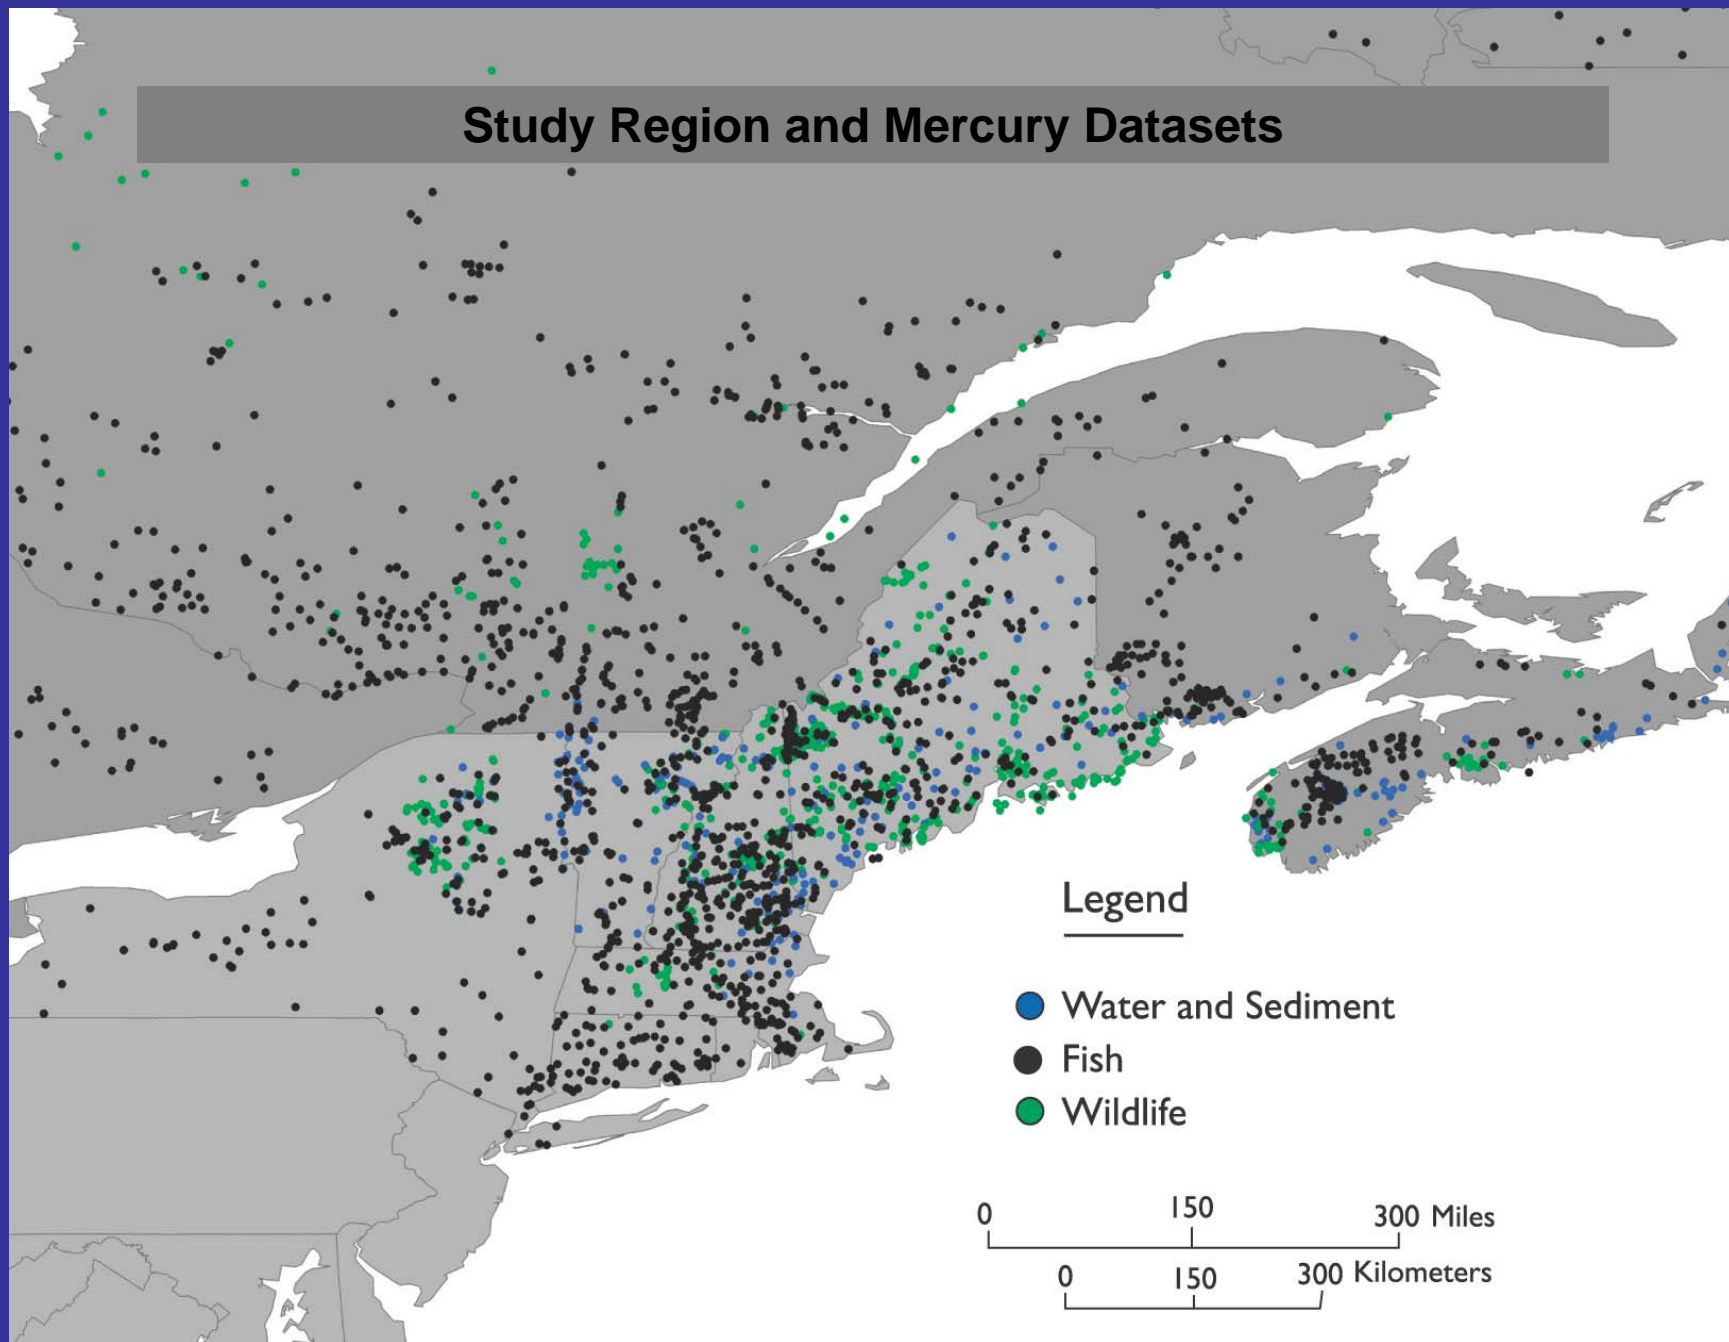 Study Region and Mercury Datasets
Legend
Water and Sediment
Fish
Wildlife
0 150 300 Miles
0 150 300 Kilometers